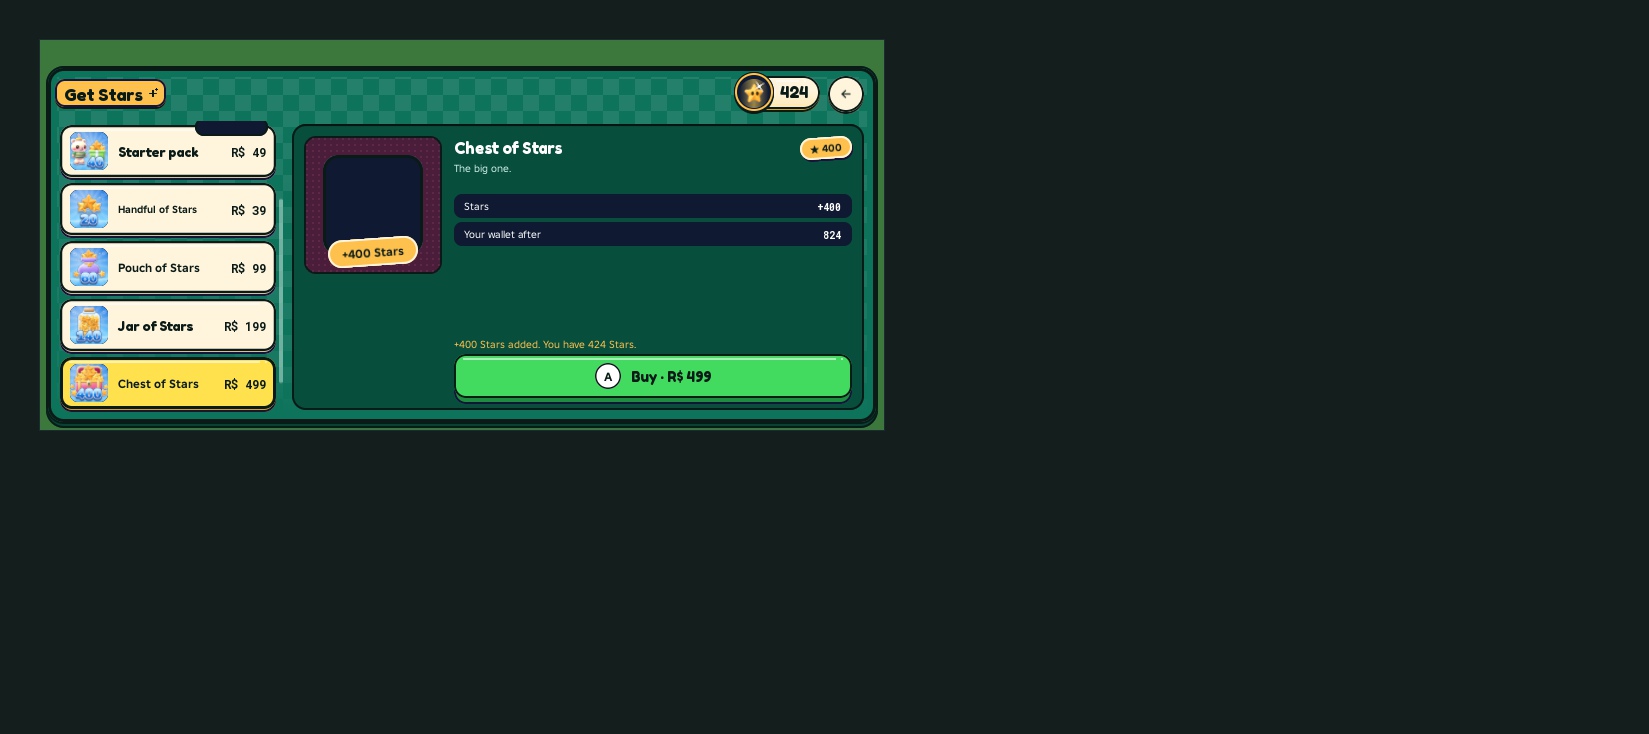 Get Stars
424
Starter pack R$ 49
Handful of Stars R$ 39
Pouch of Stars R$ 99
Jar of Stars R$ 199
Chest of Stars R$ 499
Chest of Stars
★ 400
The big one.
+400 Stars
Stars +400
Your wallet after 824
+400 Stars added. You have 424 Stars.
A Buy · R$ 499